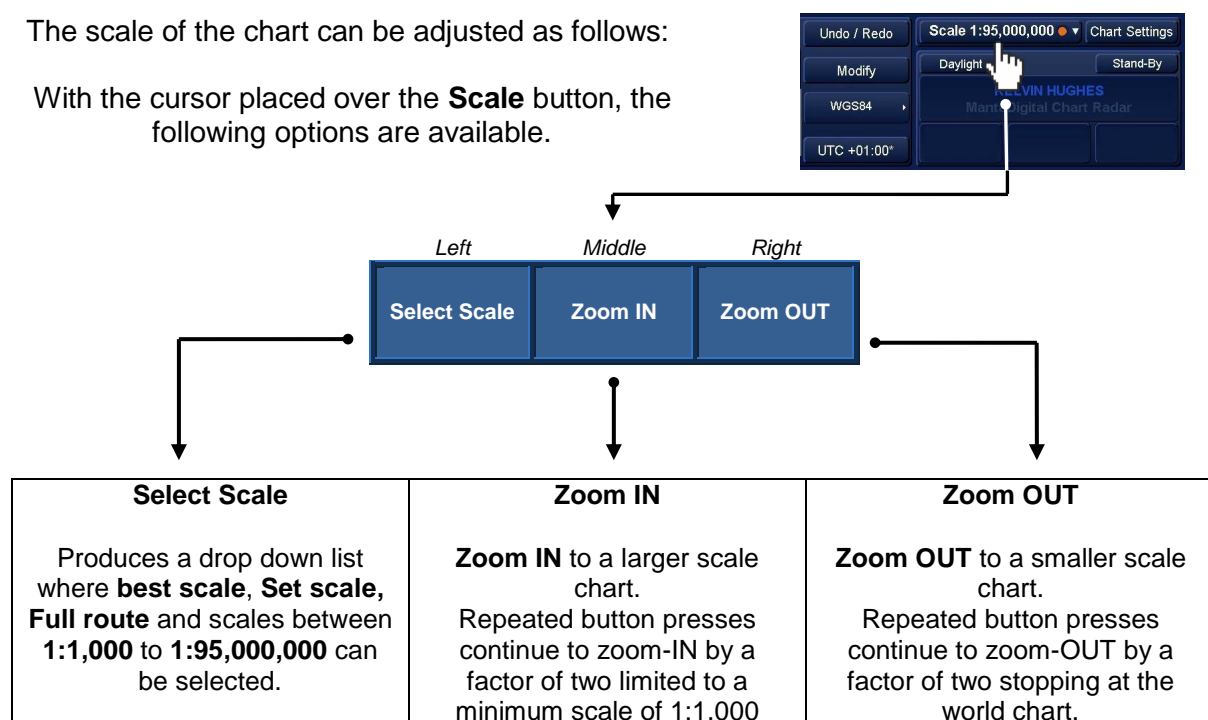 The scale of the chart can be adjusted as follows:
With the cursor placed over the Scale button, the
following options are available.
Undo / Redo
Scale 1:95,000,000
Chart Settings
Modify
Daylight
Stand-By
WGS84
KELVIN HUGHES
Manta Digital Chart Radar
UTC +01:00*
Left Middle Right
Select Scale Zoom IN Zoom OUT
Select Scale
Produces a drop down list
where best scale, Set scale,
Full route and scales between
1:1,000 to 1:95,000,000 can
be selected.
Zoom IN
Zoom IN to a larger scale
chart.
Repeated button presses
continue to zoom-IN by a
factor of two limited to a
minimum scale of 1:1,000
Zoom OUT
Zoom OUT to a smaller scale
chart.
Repeated button presses
continue to zoom-OUT by a
factor of two stopping at the
world chart.